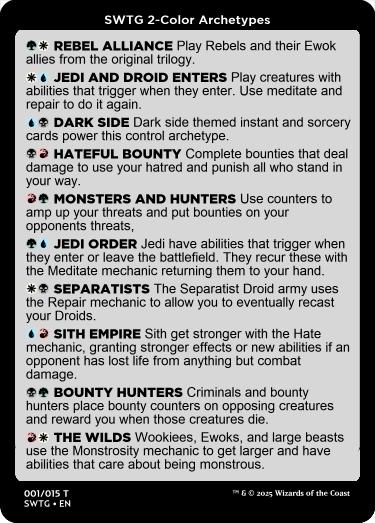 SWTG 2-Color Archetypes
REBEL ALLIANCE Play Rebels and their Ewok
allies from the original trilogy.
JEDI AND DROID ENTERS Play creatures with
abilities that trigger when they enter. Use meditate and
repair to do it again.
DARK SIDE Dark side themed instant and sorcery
cards power this control archetype.
HATEFUL BOUNTY Complete bounties that deal
damage to use your hatred and punish all who stand in
your way.
MONSTERS AND HUNTERS Use counters to
amp up your threats and put bounties on your
opponents threats,
JEDI ORDER Jedi have abilities that trigger when
they enter or leave the battlefield. They recur these with
the Meditate mechanic returning them to your hand.
SEPARATISTS The Separatist Droid army uses
the Repair mechanic to allow you to eventually recast
your Droids.
SITH EMPIRE Sith get stronger with the Hate
mechanic, granting stronger effects or new abilities if an
opponent has lost life from anything but combat
damage.
BOUNTY HUNTERS Criminals and bounty
hunters place bounty counters on opposing creatures
and reward you when those creatures die.
THE WILDS Wookiees, Ewoks, and large beasts
use the Monstrosity mechanic to get larger and have
abilities that care about being monstrous.
001/015 T
SWTG • EN
™ & © 2025 Wizards of the Coast